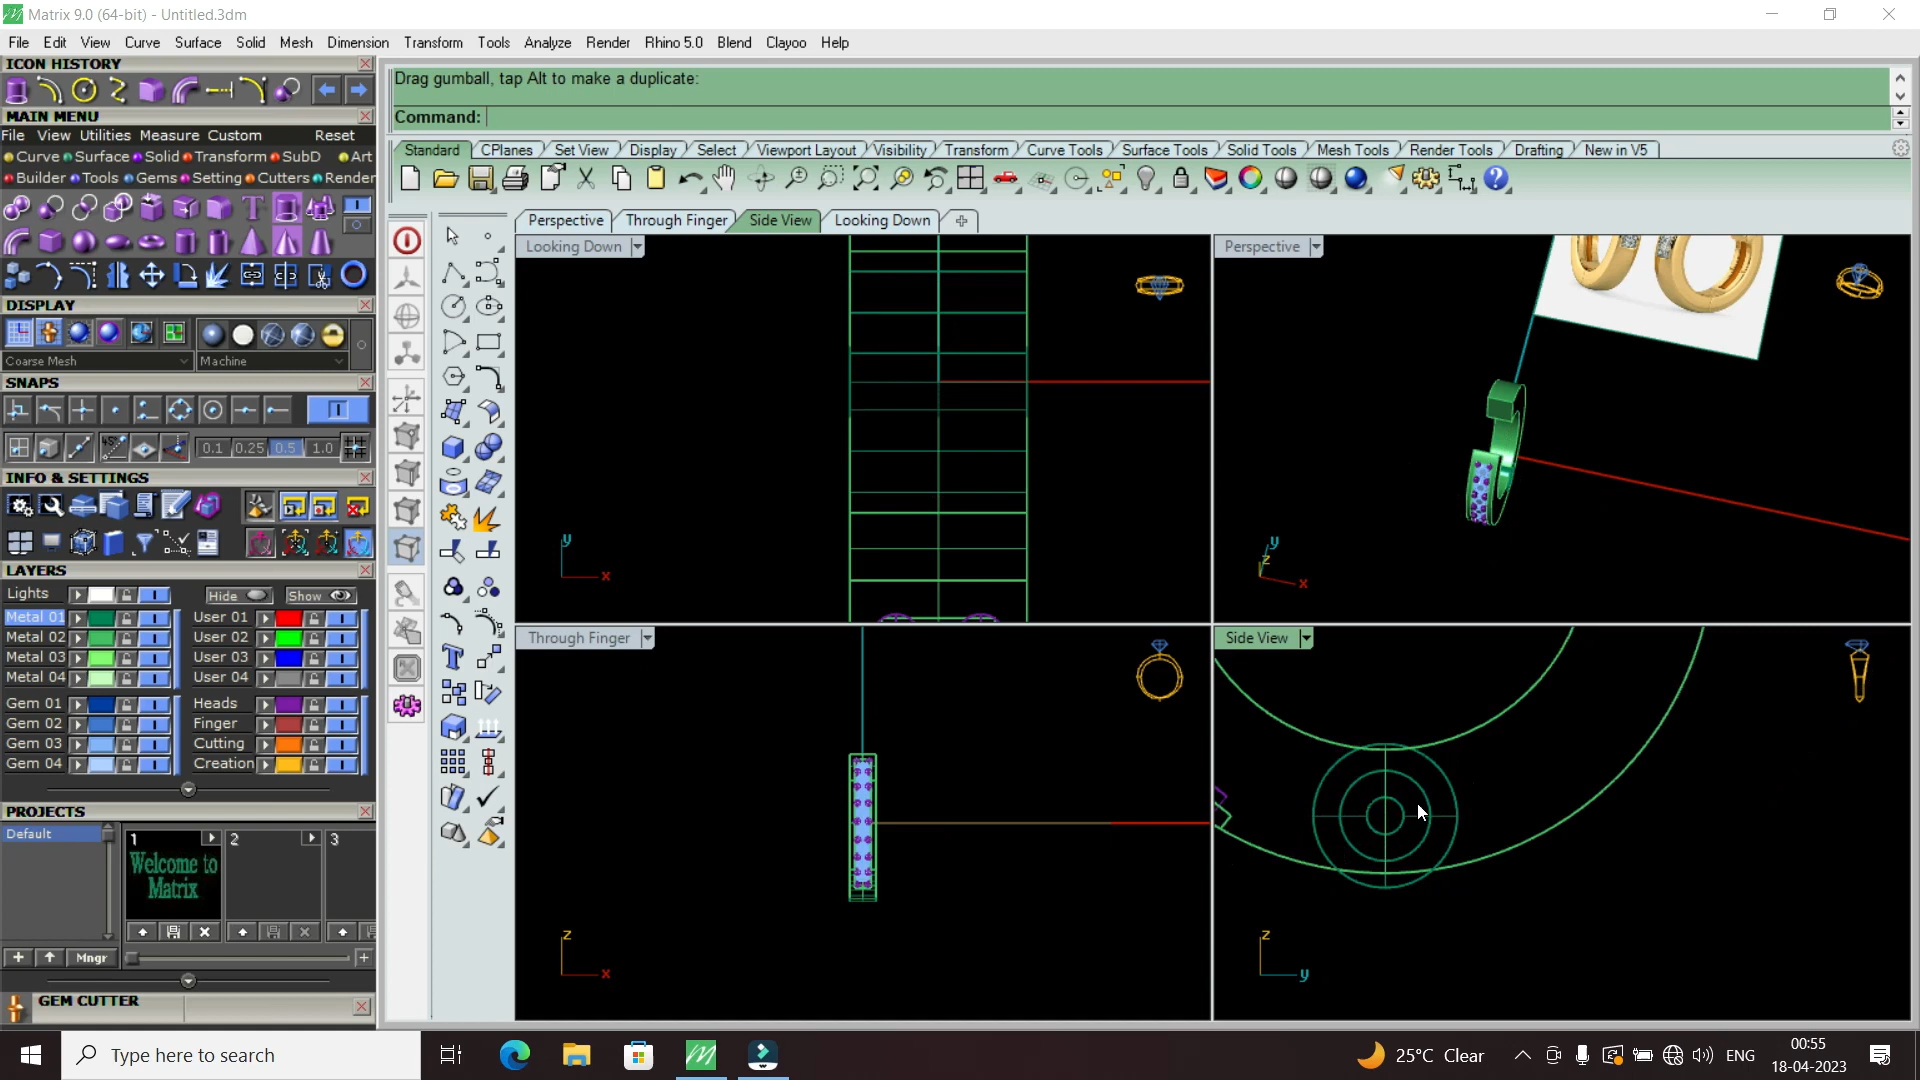 Matrix 9.0 (64-bit) - Untitled.3dm
File Edit View Curve Surface Solid Mesh Dimension Transform Tools Analyze Render Rhino 5.0 Blend Clayoo Help
ICON HISTORY
MAIN MENU
File View Utilities Measure Custom Reset
Curve Surface Solid Transform SubD Art
Builder Tools Gems Setting Cutters Render
DISPLAY
Coarse Mesh Machine
SNAPS
0.1 0.25 0.5 1.0
INFO & SETTINGS
LAYERS
Lights Hide Show
Metal 01 User 01
Metal 02 User 02
Metal 03 User 03
Metal 04 User 04
Gem 01 Heads
Gem 02 Finger
Gem 03 Cutting
Gem 04 Creation
PROJECTS
Default
1 2 3
Welcome to
Matrix
Mngr
GEM CUTTER
Drag gumball, tap Alt to make a duplicate:
Command:
Standard CPlanes Set View Display Select Viewport Layout Visibility Transform Curve Tools Surface Tools Solid Tools Mesh Tools Render Tools Drafting New in V5
Perspective Through Finger Side View Looking Down
Looking Down
y
x
Perspective
y
z
x
Through Finger
z
x
Side View
z
y
Type here to search
25°C Clear
ENG
00:55
18-04-2023